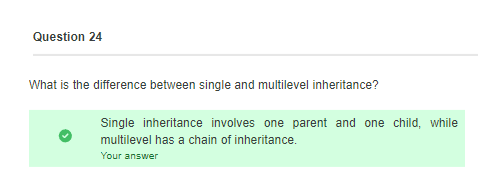 Question 24
What is the difference between single and multilevel inheritance?
Single inheritance involves one parent and one child, while
multilevel has a chain of inheritance.
Your answer